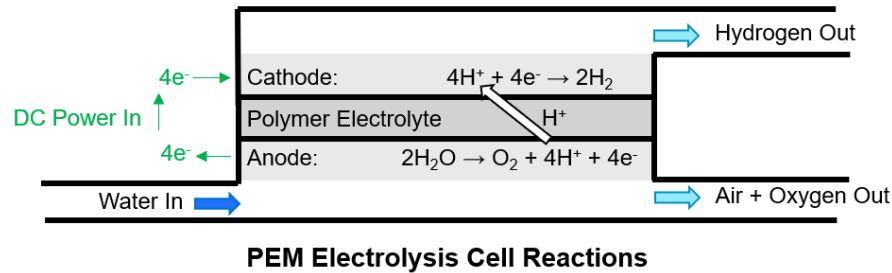 Hydrogen Out
4e⁻ Cathode: 4H⁺ + 4e⁻ → 2H₂
DC Power In Polymer Electrolyte H⁺
4e⁻ Anode: 2H₂O → O₂ + 4H⁺ + 4e⁻
Water In Air + Oxygen Out
PEM Electrolysis Cell Reactions